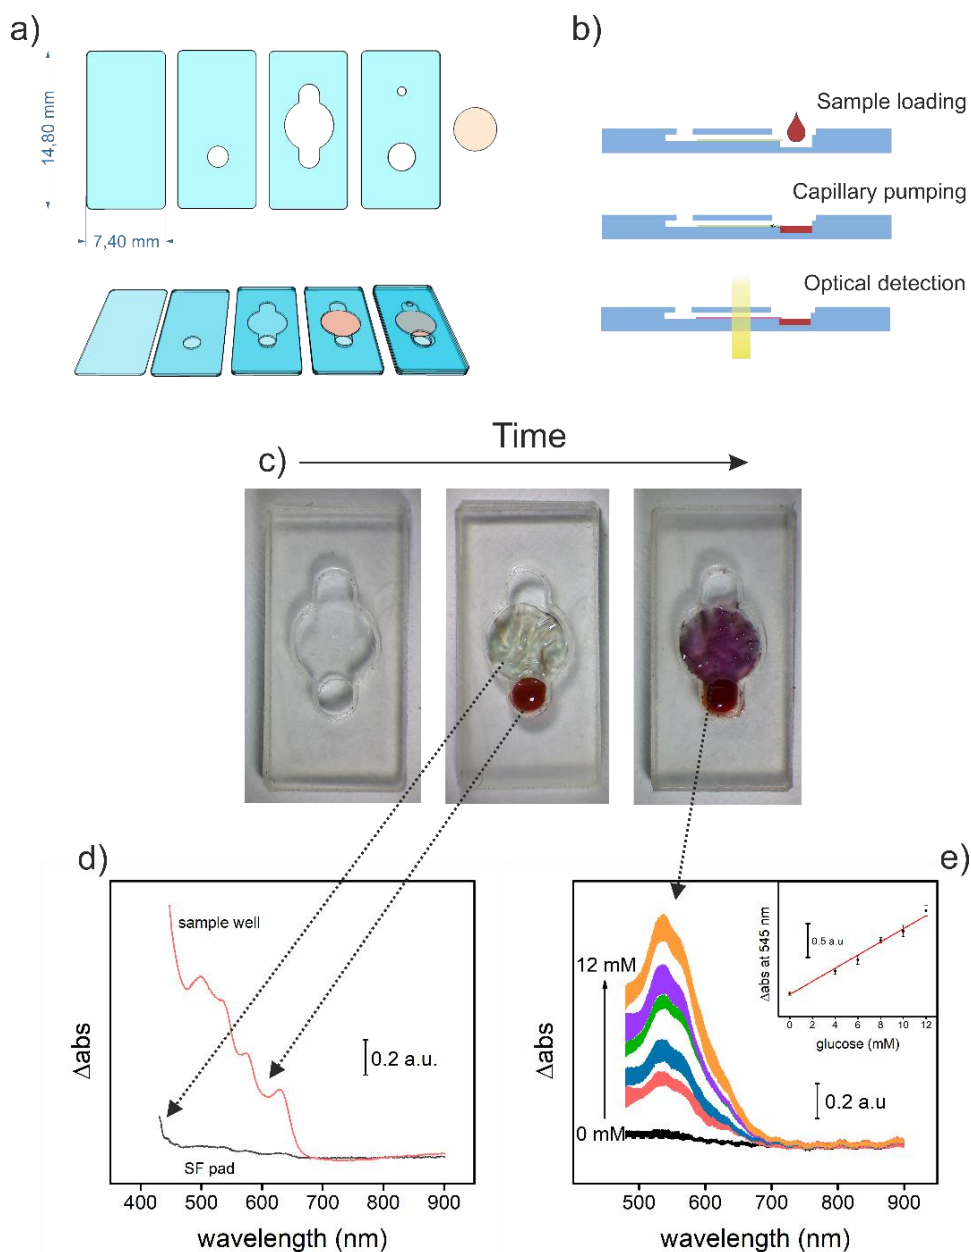 a)
14,80 mm
7,40 mm
b)
Sample loading
Capillary pumping
Optical detection
Time
c)
d)
sample well
0.2 a.u.
SF pad
Δabs
400 500 600 700 800 900
wavelength (nm)
e)
12 mM
0 mM
0.2 a.u
Δabs
500 600 700 800 900
wavelength (nm)
Δabs at 545 nm
0.5 a.u
0 2 4 6 8 10 12
glucose (mM)